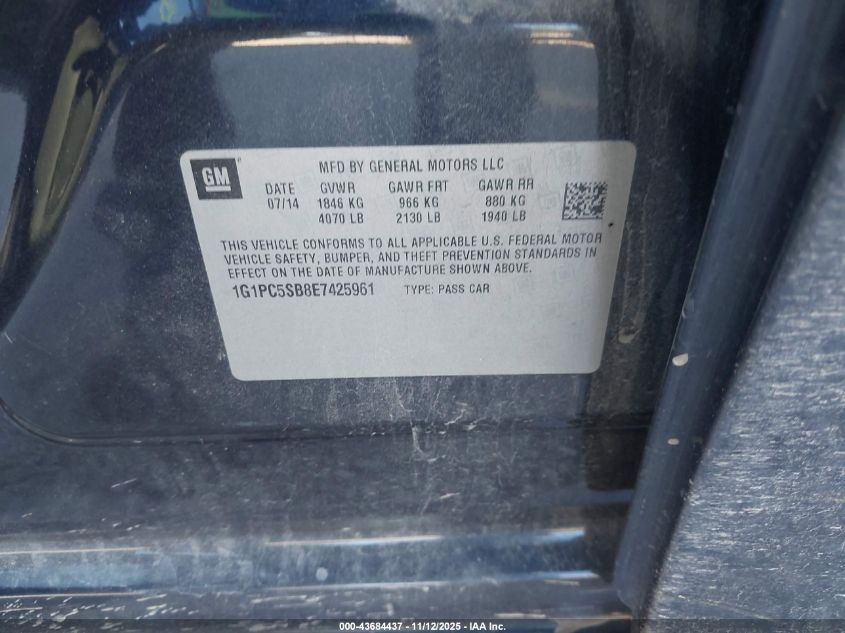 GM
MFD BY GENERAL MOTORS LLC
DATE GVWR GAWR FRT GAWR RR
07/14 1846 KG 966 KG 880 KG
4070 LB 2130 LB 1940 LB
THIS VEHICLE CONFORMS TO ALL APPLICABLE U.S. FEDERAL MOTOR
VEHICLE SAFETY, BUMPER, AND THEFT PREVENTION STANDARDS IN
EFFECT ON THE DATE OF MANUFACTURE SHOWN ABOVE.
1G1PC5SB8E7425961 TYPE: PASS CAR
000-43684437 - 11/12/2025 - IAA Inc.